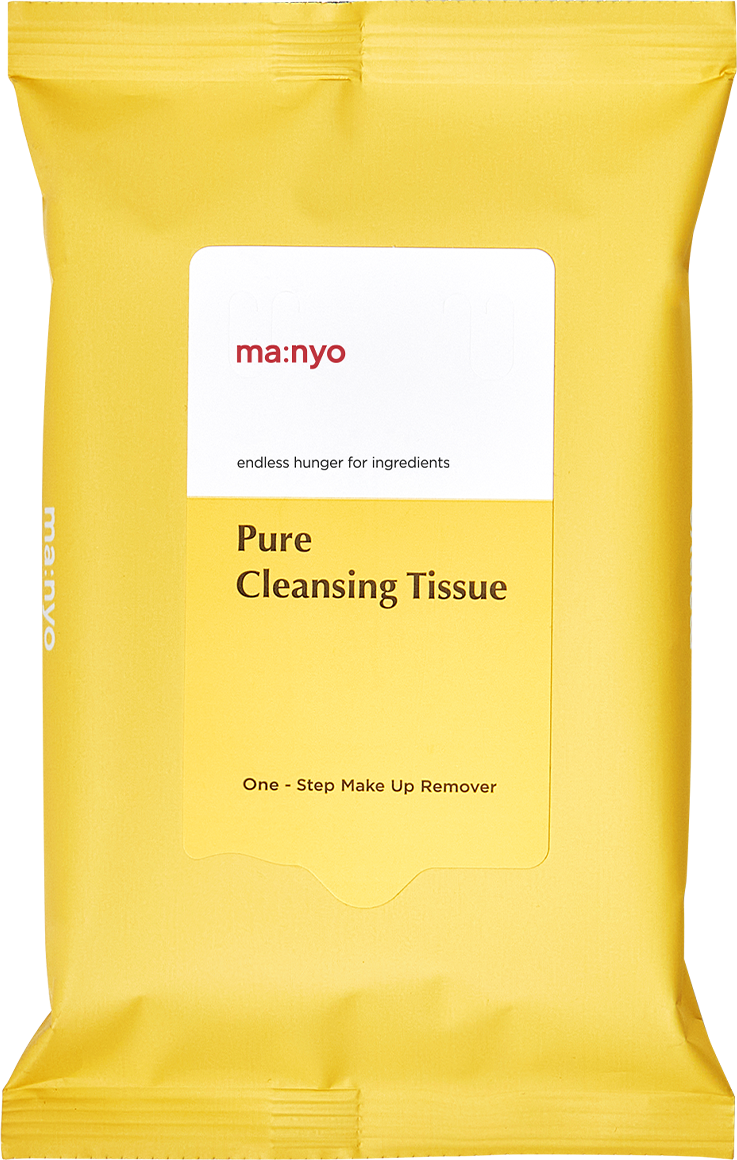 ma:nyo
endless hunger for ingredients
Pure
Cleansing Tissue
One - Step Make Up Remover
ma:nyo